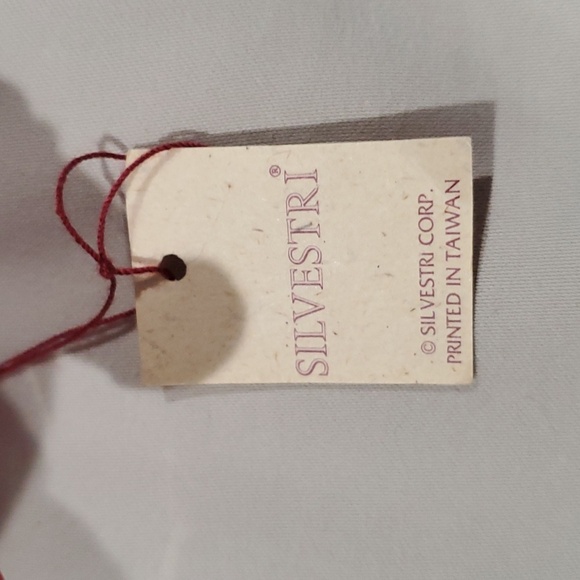 SILVESTRI®
© SILVESTRI CORP.
PRINTED IN TAIWAN